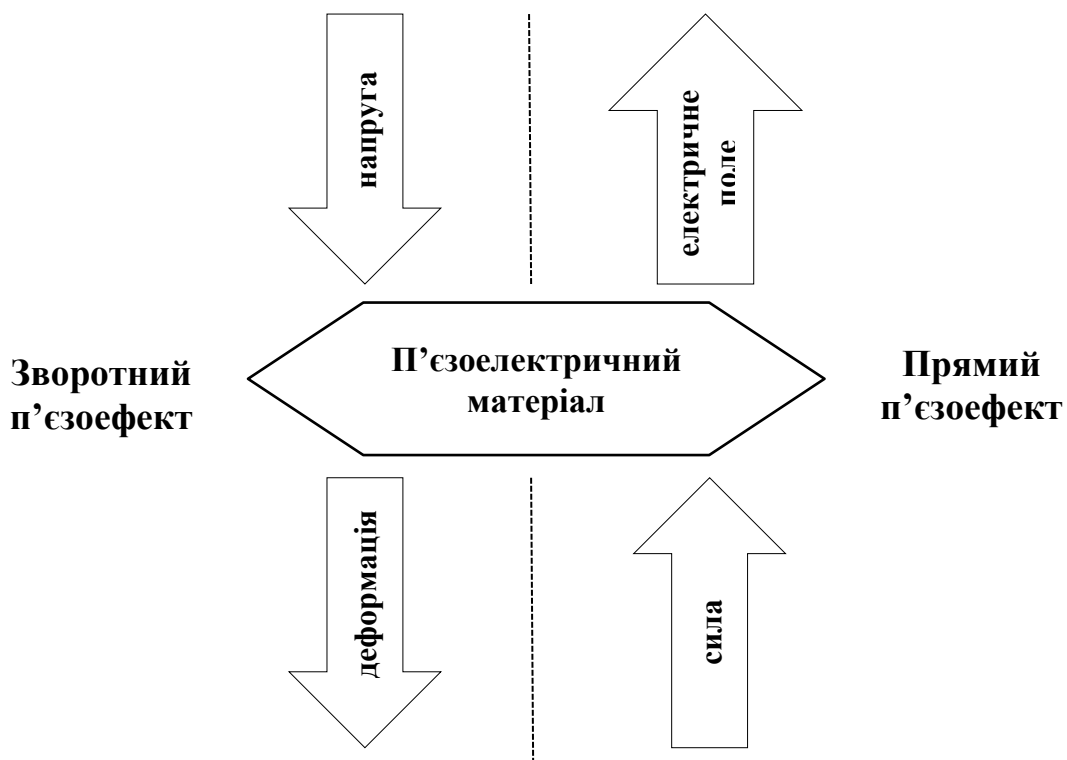 напруга
електричне
поле
Зворотний
п’єзоефект
П’єзоелектричний
матеріал
Прямий
п’єзоефект
деформація
сила